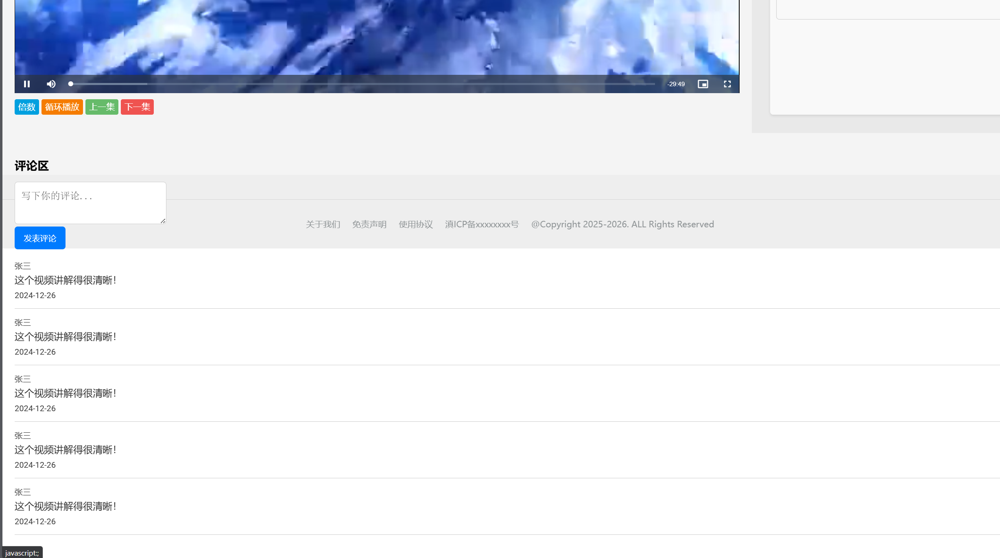 -29:49
倍数 循环播放 上一集 下一集
评论区
写下你的评论...
关于我们 免责声明 使用协议 滇ICP备xxxxxxxx号 @Copyright 2025-2026. ALL Rights Reserved
发表评论
张三
这个视频讲解得很清晰！
2024-12-26
张三
这个视频讲解得很清晰！
2024-12-26
张三
这个视频讲解得很清晰！
2024-12-26
张三
这个视频讲解得很清晰！
2024-12-26
张三
这个视频讲解得很清晰！
2024-12-26
javascript:;